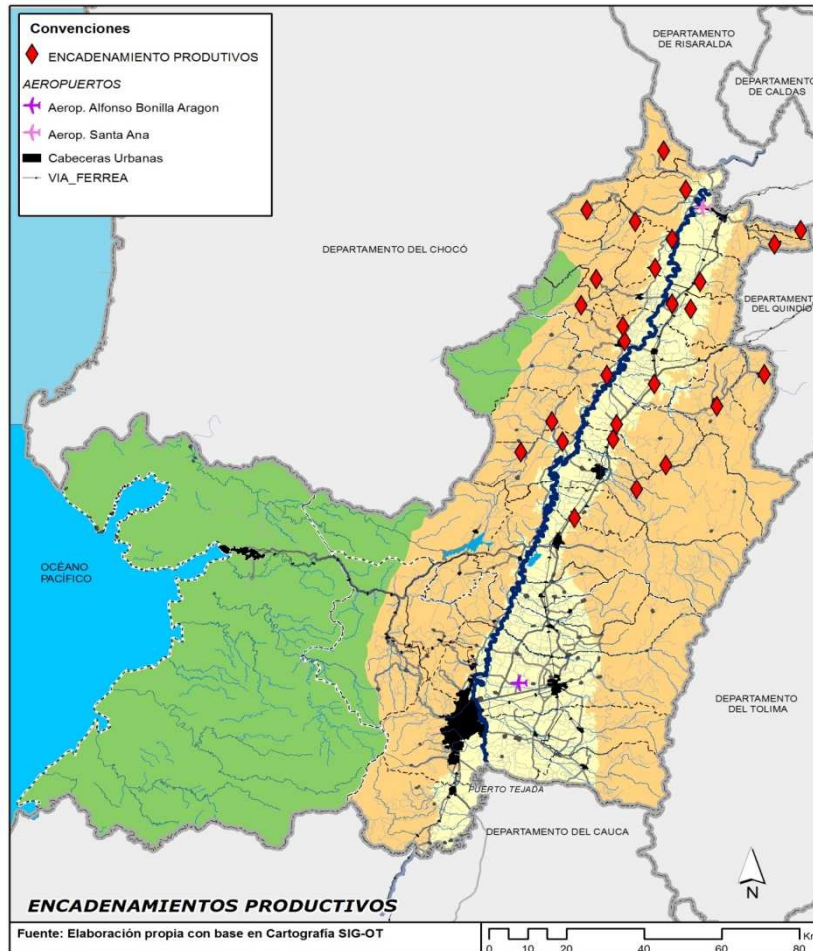 Convenciones
ENCADENAMIENTO PRODUTIVOS
AEROPUERTOS
Aerop. Alfonso Bonilla Aragon
Aerop. Santa Ana
Cabeceras Urbanas
VIA_FERREA
DEPARTAMENTO
DE RISARALDA
DEPARTAMENTO
DE CALDAS
DEPARTAMENTO DEL CHOCÓ
DEPARTAMENTO
DEL QUINDÍO
OCÉANO
PACÍFICO
DEPARTAMENTO
DEL TOLIMA
PUERTO TEJADA
DEPARTAMENTO DEL CAUCA
N
ENCADENAMIENTOS PRODUCTIVOS
Fuente: Elaboración propia con base en Cartografía SIG-OT
Km
0 10 20 40 60 80